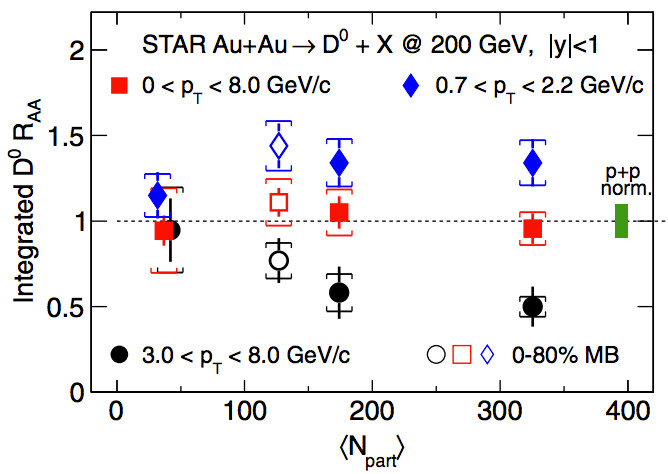 STAR Au+Au → D⁰ + X @ 200 GeV, |y|<1
0 < p_T < 8.0 GeV/c
0.7 < p_T < 2.2 GeV/c
2
1.5
1
0.5
0
Integrated D⁰ R_AA
p+p
norm.
3.0 < p_T < 8.0 GeV/c
0-80% MB
0 100 200 300 400
⟨N_part⟩